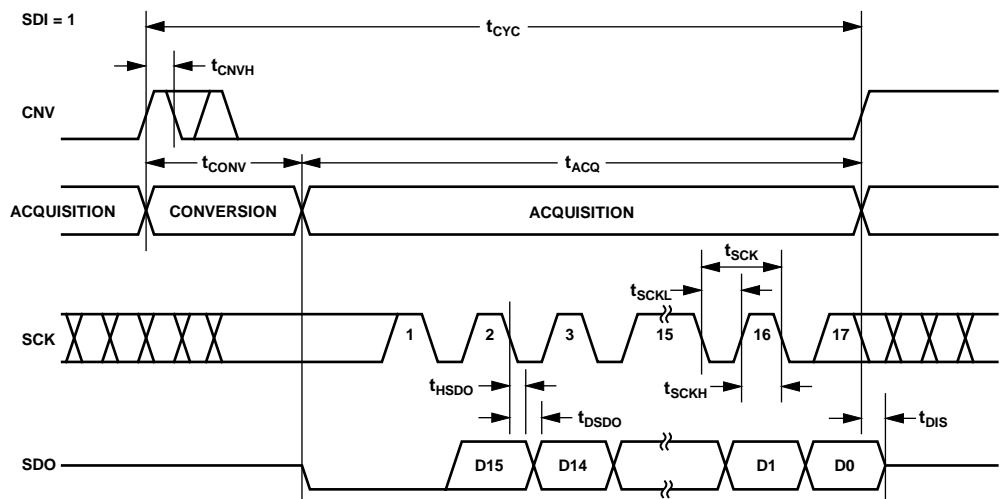 SDI = 1
tCYC
tCNVH
CNV
tCONV
tACQ
ACQUISITION
CONVERSION
ACQUISITION
tSCK
tSCKL
SCK
1
2
3
15
16
17
tHSDO
tSCKH
tDSDO
tDIS
SDO
D15
D14
D1
D0